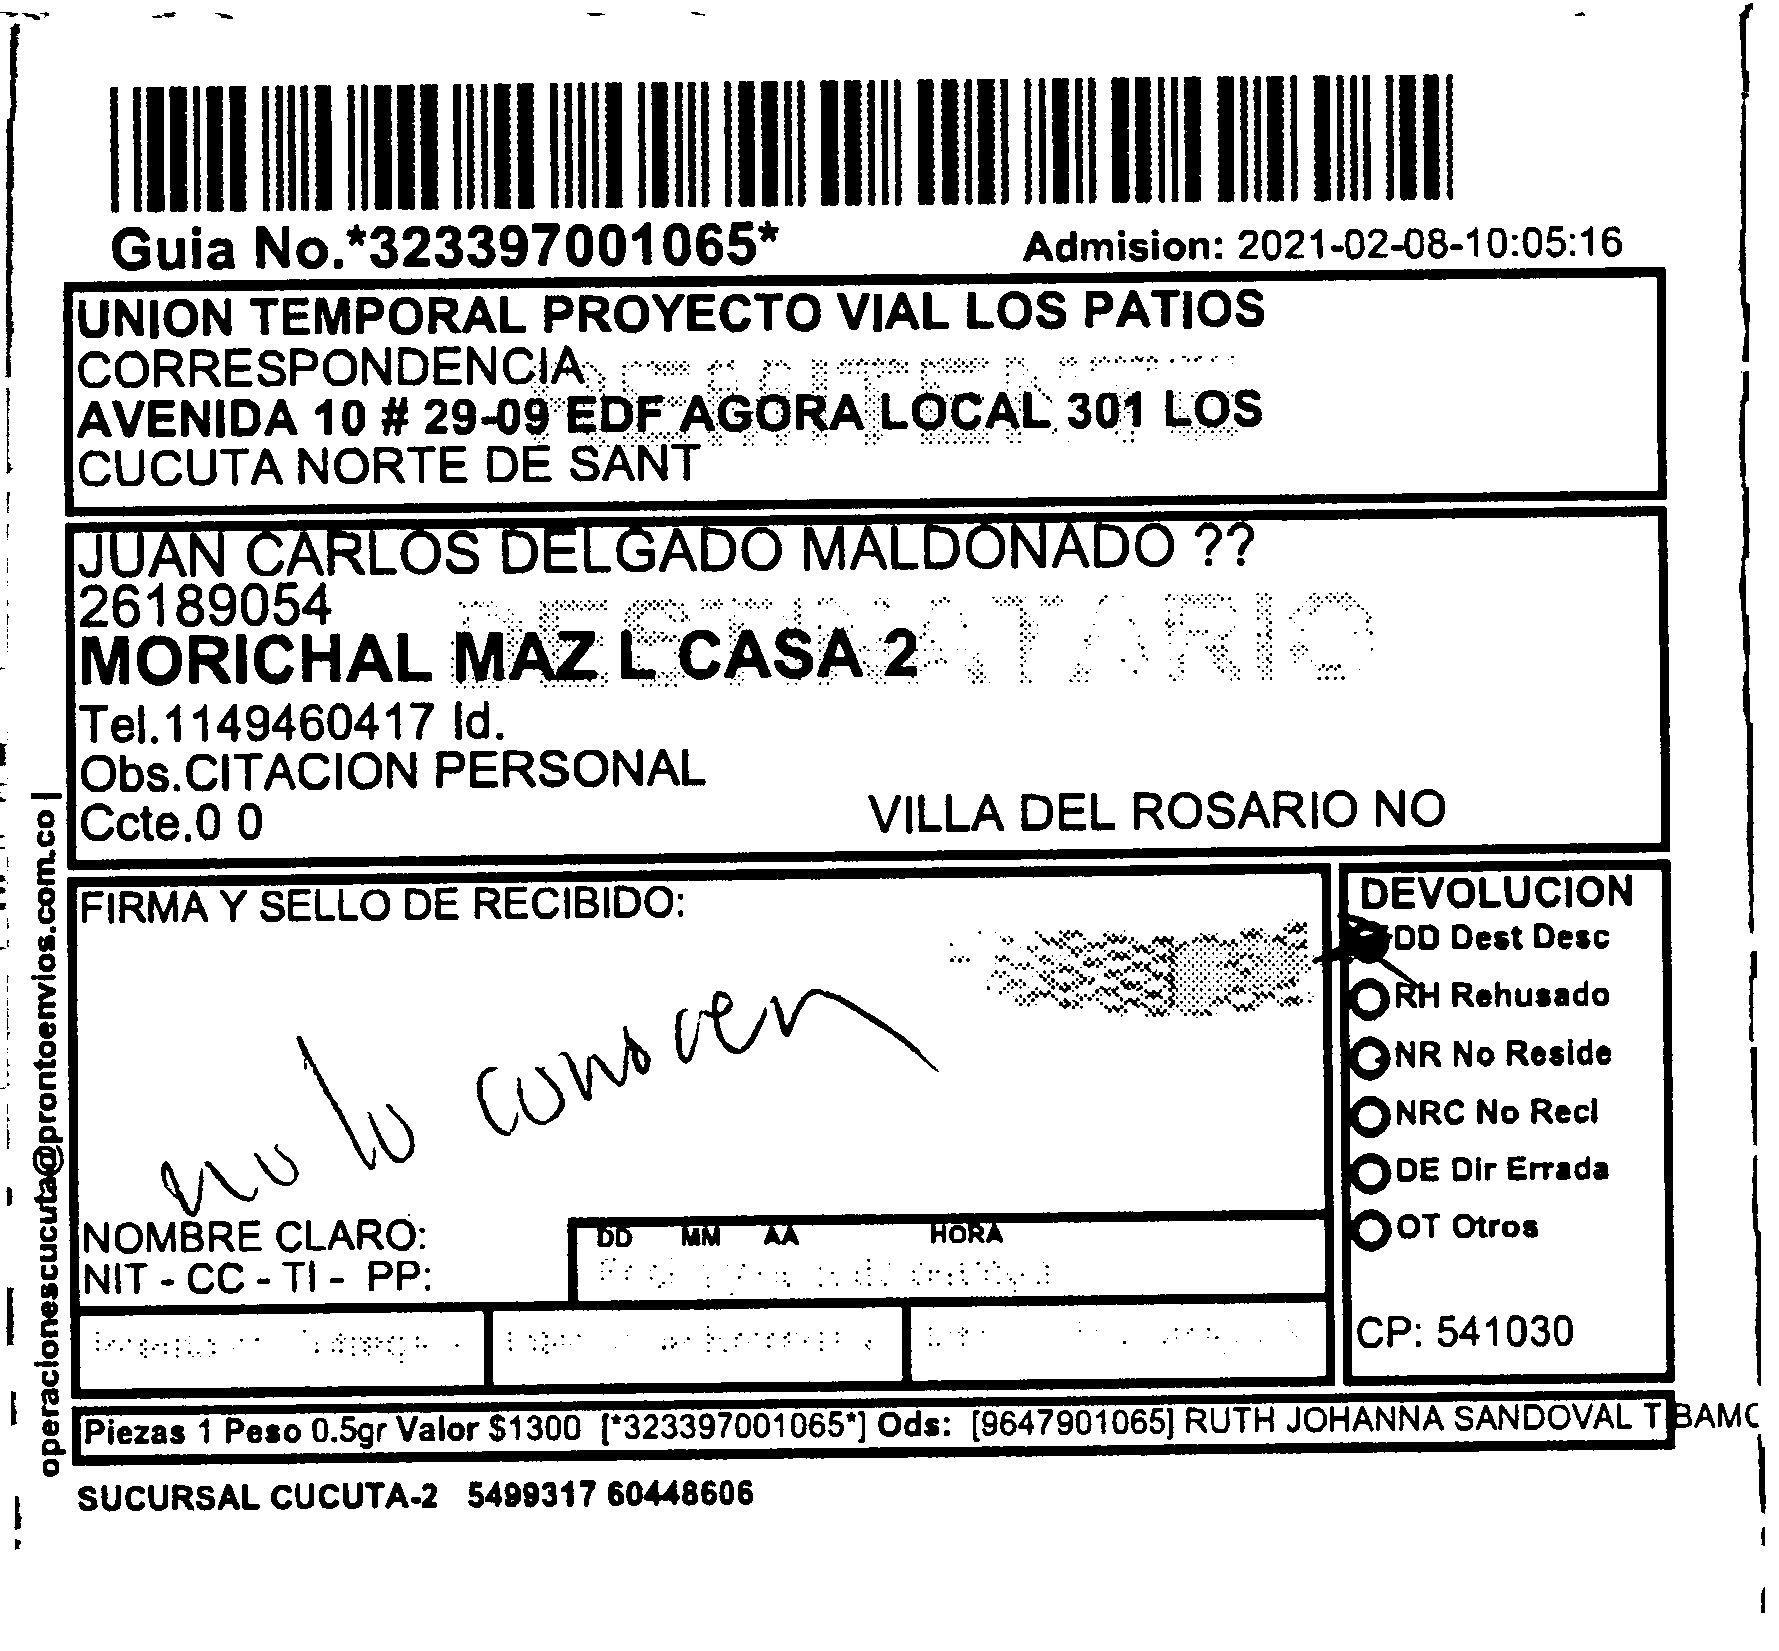 Guia No.*323397001065*
Admision: 2021-02-08-10:05:16
UNION TEMPORAL PROYECTO VIAL LOS PATIOS
CORRESPONDENCIA
REMITENTE
AVENIDA 10 # 29-09 EDF AGORA LOCAL 301 LOS
CUCUTA NORTE DE SANT
JUAN CARLOS DELGADO MALDONADO ??
26189054
DESTINATARIO
MORICHAL MAZ L CASA 2
Tel.1149460417 Id.
Obs.CITACION PERSONAL
Ccte.0 0
VILLA DEL ROSARIO NO
FIRMA Y SELLO DE RECIBIDO:
no lo conocen
NOMBRE CLARO:
NIT - CC - TI - PP:
DD MM AA HORA
DEVOLUCION
DD Dest Desc
RH Rehusado
NR No Reside
NRC No Recl
DE Dir Errada
OT Otros
CP: 541030
Piezas 1 Peso 0.5gr Valor $1300 [*323397001065*] Ods: [9647901065] RUTH JOHANNA SANDOVAL T BAMC
SUCURSAL CUCUTA-2 5499317 60448606
operacionescucuta@prontoenvios.com.co |